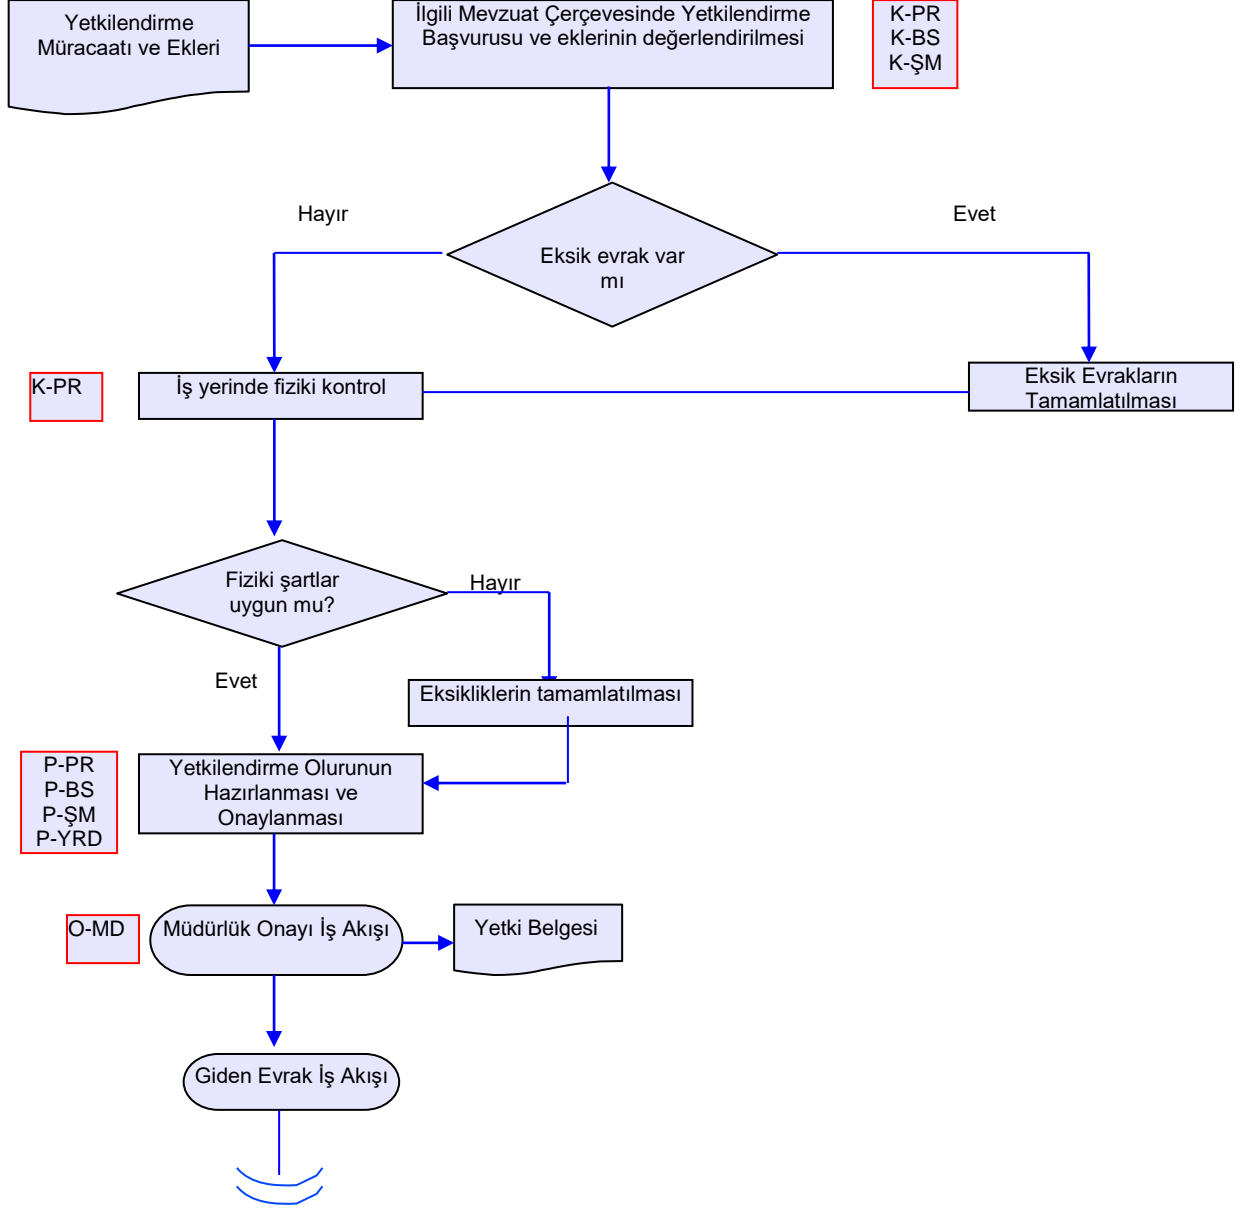 Yetkilendirme
Müracaatı ve Ekleri
İlgili Mevzuat Çerçevesinde Yetkilendirme
Başvurusu ve eklerinin değerlendirilmesi
K-PR
K-BS
K-ŞM
Hayır
Evet
Eksik evrak var
mı
K-PR
İş yerinde fiziki kontrol
Eksik Evrakların
Tamamlatılması
Fiziki şartlar
uygun mu?
Hayır
Evet
Eksikliklerin tamamlatılması
P-PR
P-BS
P-ŞM
P-YRD
Yetkilendirme Olurunun
Hazırlanması ve
Onaylanması
O-MD
Müdürlük Onayı İş Akışı
Yetki Belgesi
Giden Evrak İş Akışı